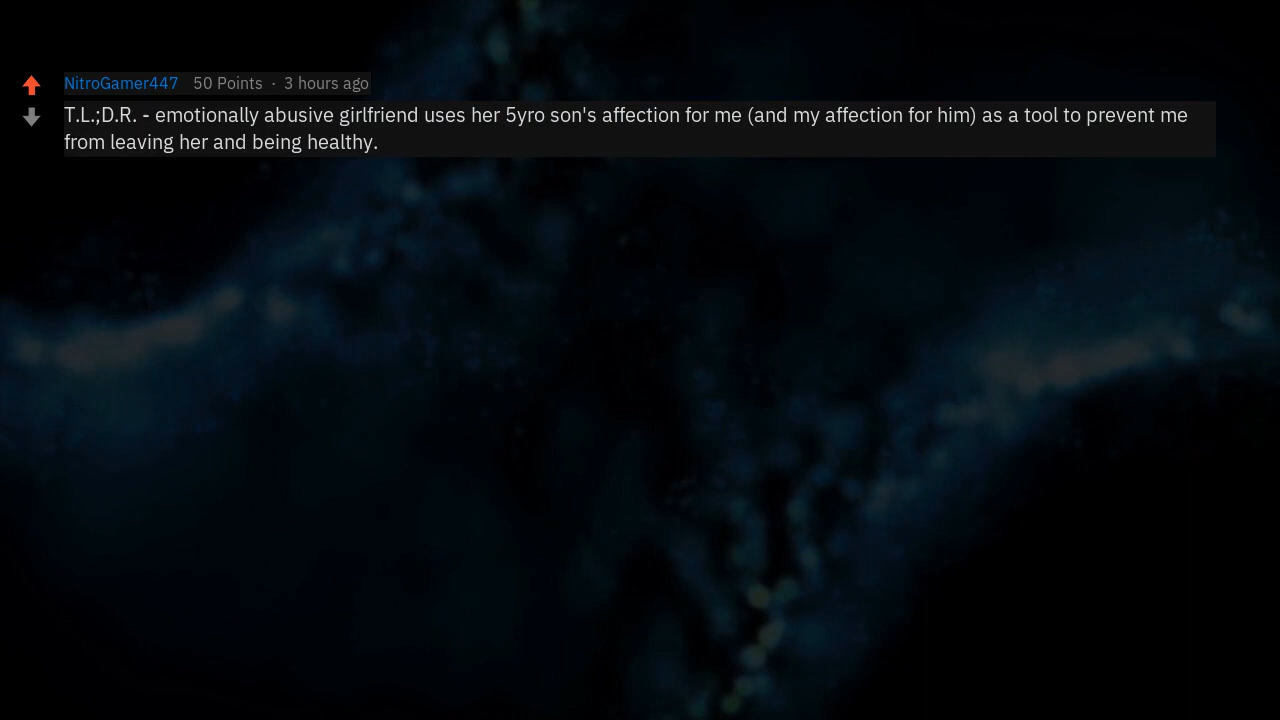 NitroGamer447 50 Points · 3 hours ago
T.L.;D.R. - emotionally abusive girlfriend uses her 5yro son's affection for me (and my affection for him) as a tool to prevent me
from leaving her and being healthy.